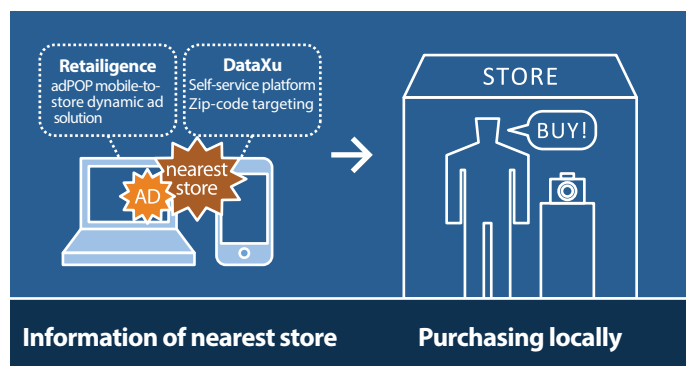 Retailigence
adPOP mobile-to-
store dynamic ad
solution
DataXu
Self-service platform
Zip-code targeting
nearest
store
AD
STORE
BUY!
Information of nearest store
Purchasing locally